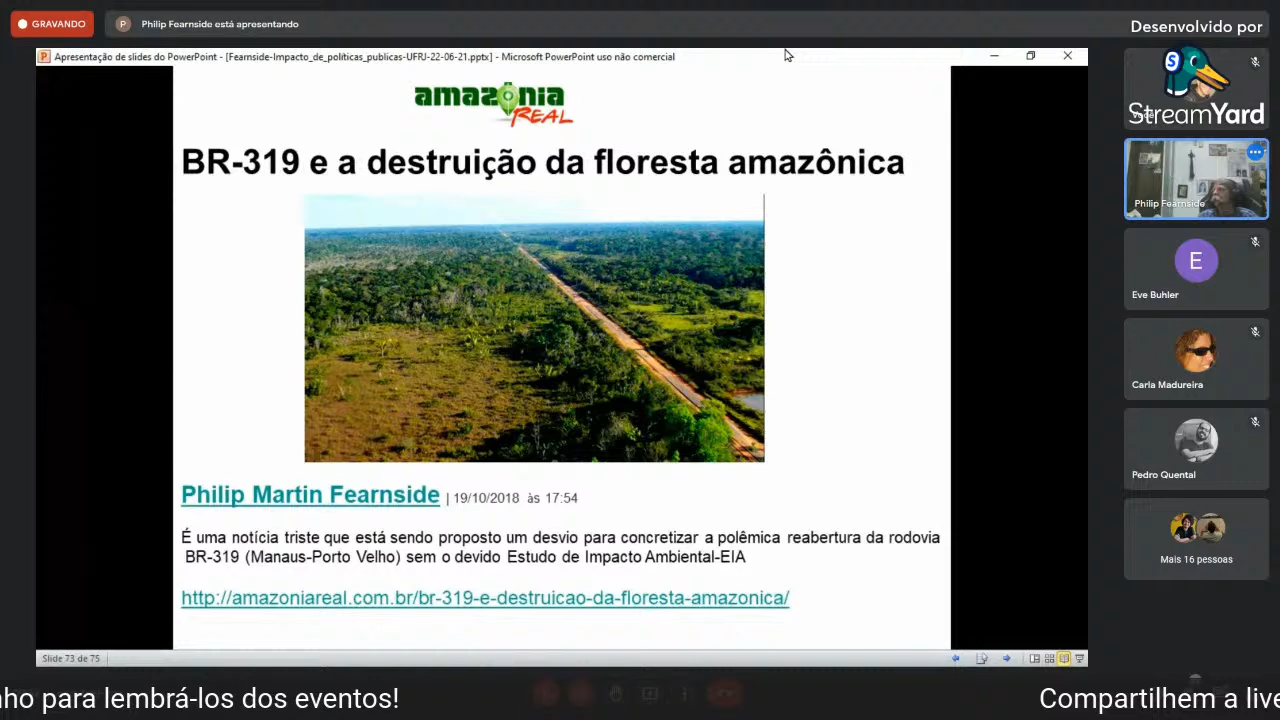 GRAVANDO
P
Philip Fearnside está apresentando
Desenvolvido por
Apresentação de slides do PowerPoint - [Fearnside-Impacto_de_políticas_publicas-UFRJ-22-06-21.pptx] - Microsoft PowerPoint uso não comercial
S
StreamYard
amazônia
REAL
BR-319 e a destruição da floresta amazônica
Philip Fearnside
E
Eve Buhler
Carla Madureira
Pedro Quental
Mais 16 pessoas
Philip Martin Fearnside | 19/10/2018 às 17:54
É uma notícia triste que está sendo proposto um desvio para concretizar a polêmica reabertura da rodovia
BR-319 (Manaus-Porto Velho) sem o devido Estudo de Impacto Ambiental-EIA
http://amazoniareal.com.br/br-319-e-destruicao-da-floresta-amazonica/
Slide 73 de 75
nho para lembrá-los dos eventos!
Compartilhem a live